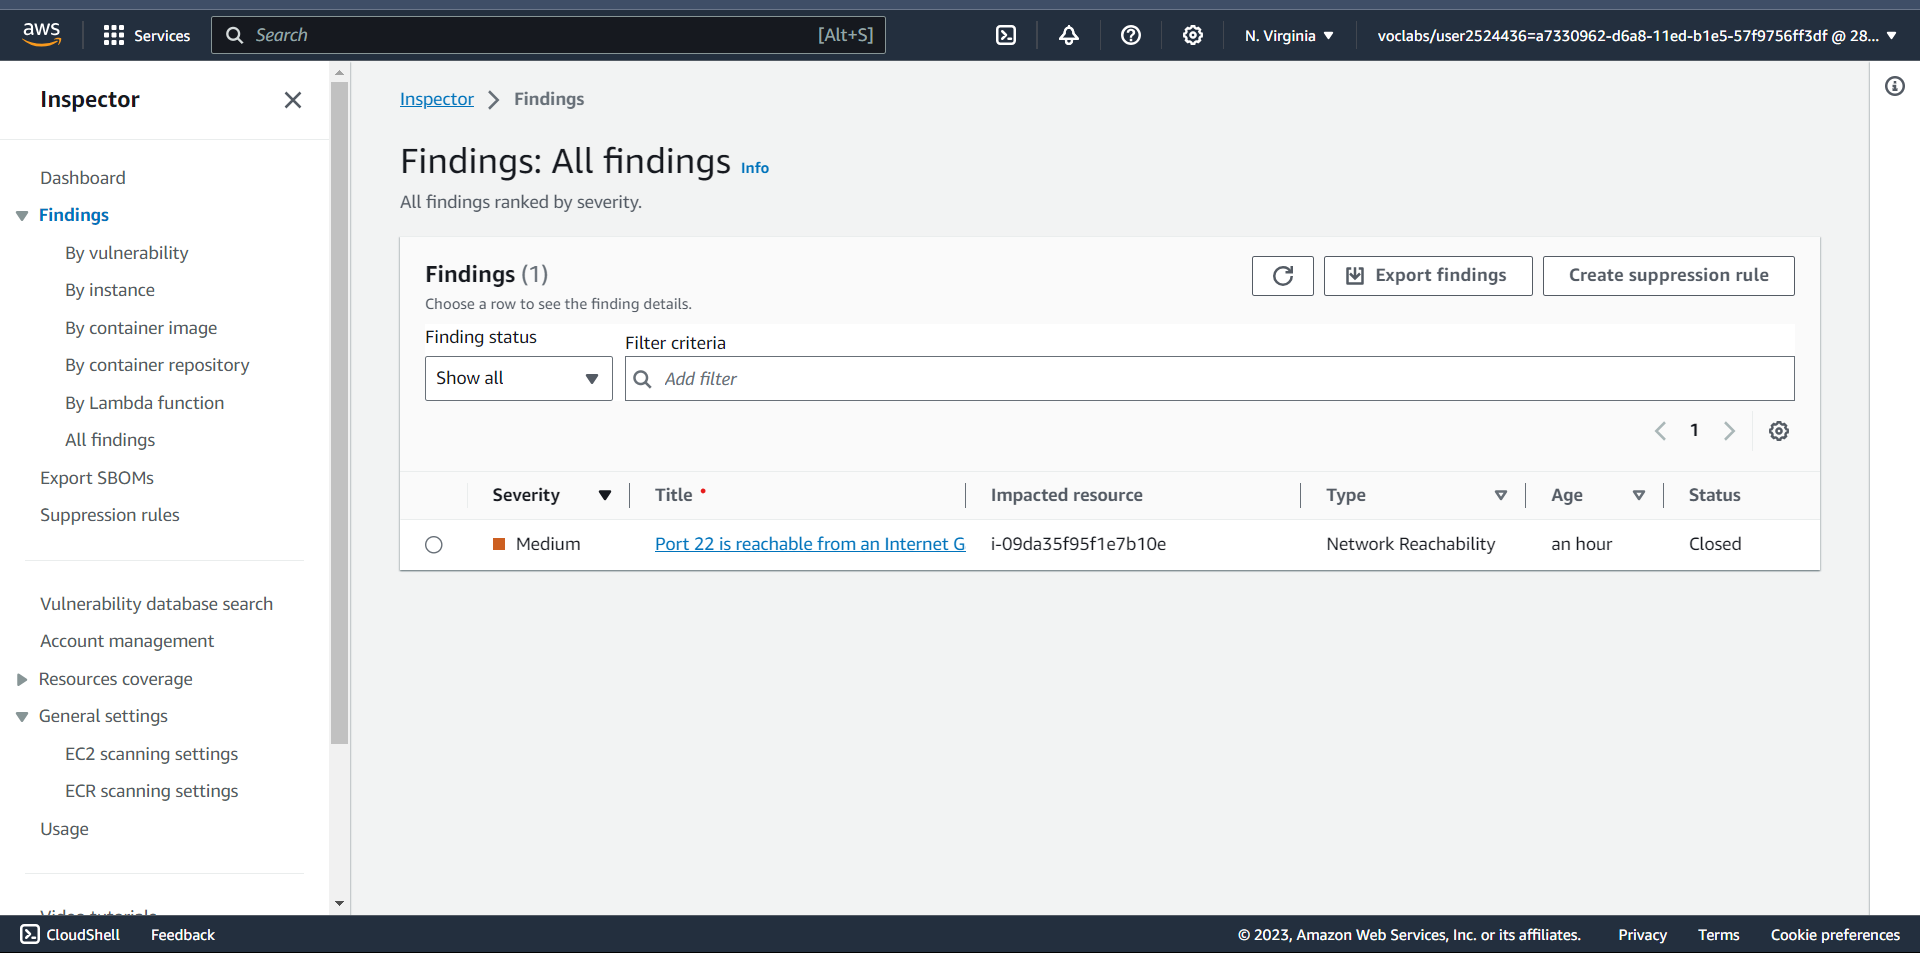 aws
Services
Search
[Alt+S]
N. Virginia
voclabs/user2524436=a7330962-d6a8-11ed-b1e5-57f9756ff3df @ 28...
Inspector
Dashboard
Findings
By vulnerability
By instance
By container image
By container repository
By Lambda function
All findings
Export SBOMs
Suppression rules
Vulnerability database search
Account management
Resources coverage
General settings
EC2 scanning settings
ECR scanning settings
Usage
Video tutorials
Inspector > Findings
Findings: All findings Info
All findings ranked by severity.
Findings (1)
Choose a row to see the finding details.
Export findings
Create suppression rule
Finding status
Filter criteria
Show all
Add filter
1
Severity Title • Impacted resource Type Age Status
Medium Port 22 is reachable from an Internet G i-09da35f95f1e7b10e Network Reachability an hour Closed
CloudShell Feedback © 2023, Amazon Web Services, Inc. or its affiliates. Privacy Terms Cookie preferences